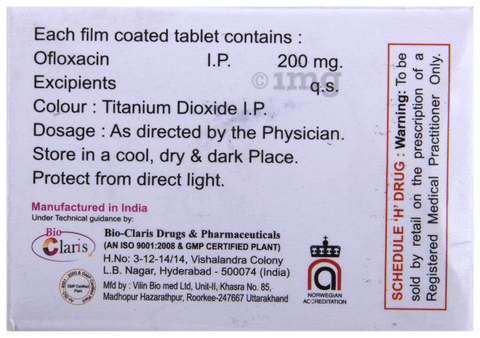 Each film coated tablet contains :
Ofloxacin I.P. 200 mg.
Excipients q.s.
Colour : Titanium Dioxide I.P.
Dosage : As directed by the Physician.
Store in a cool, dry & dark Place.
Protect from direct light.
Manufactured in India
Under Technical guidance by:
Bio Claris
Bio-Claris Drugs & Pharmaceuticals
(AN ISO 9001:2008 & GMP CERTIFIED PLANT)
H.No: 3-12-14/14, Vishalandra Colony
L.B. Nagar, Hyderabad - 500074 (India)
Mfd by : Vilin Bio med Ltd, Unit-II, Khasra No. 85,
Madhopur Hazarathpur, Roorkee-247667 Uttarakhand
GMP Certified
Plant
NORWEGIAN
ACCREDITATION
SCHEDULE 'H' DRUG : Warning: To be
sold by retail on the prescription of a
Registered Medical Practitioner Only.
©1mg